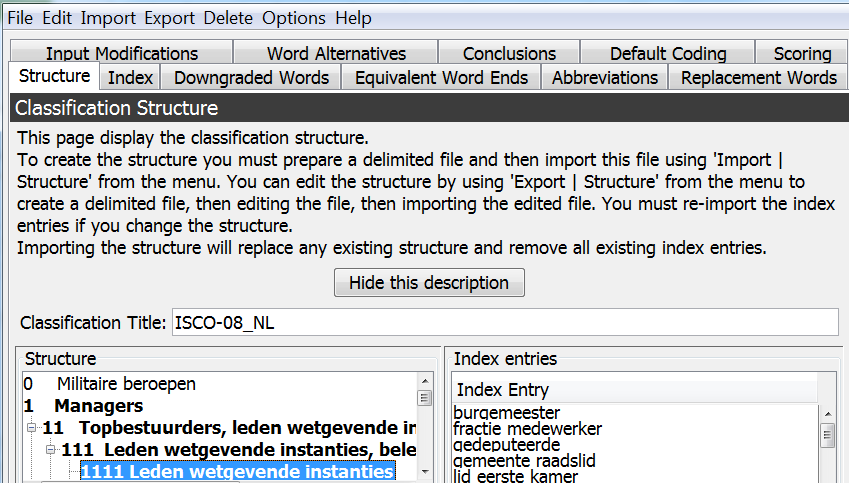 File Edit Import Export Delete Options Help
Input Modifications Word Alternatives Conclusions Default Coding Scoring
Structure Index Downgraded Words Equivalent Word Ends Abbreviations Replacement Words
Classification Structure
This page display the classification structure.
To create the structure you must prepare a delimited file and then import this file using 'Import |
Structure' from the menu. You can edit the structure by using 'Export | Structure' from the menu to
create a delimited file, then editing the file, then importing the edited file. You must re-import the index
entries if you change the structure.
Importing the structure will replace any existing structure and remove all existing index entries.
Hide this description
Classification Title: ISCO-08_NL
Structure
0 Militaire beroepen
1 Managers
11 Topbestuurders, leden wetgevende in
111 Leden wetgevende instanties, bele
1111 Leden wetgevende instanties
Index entries
Index Entry
burgemeester
fractie medewerker
gedeputeerde
gemeente raadslid
lid eerste kamer